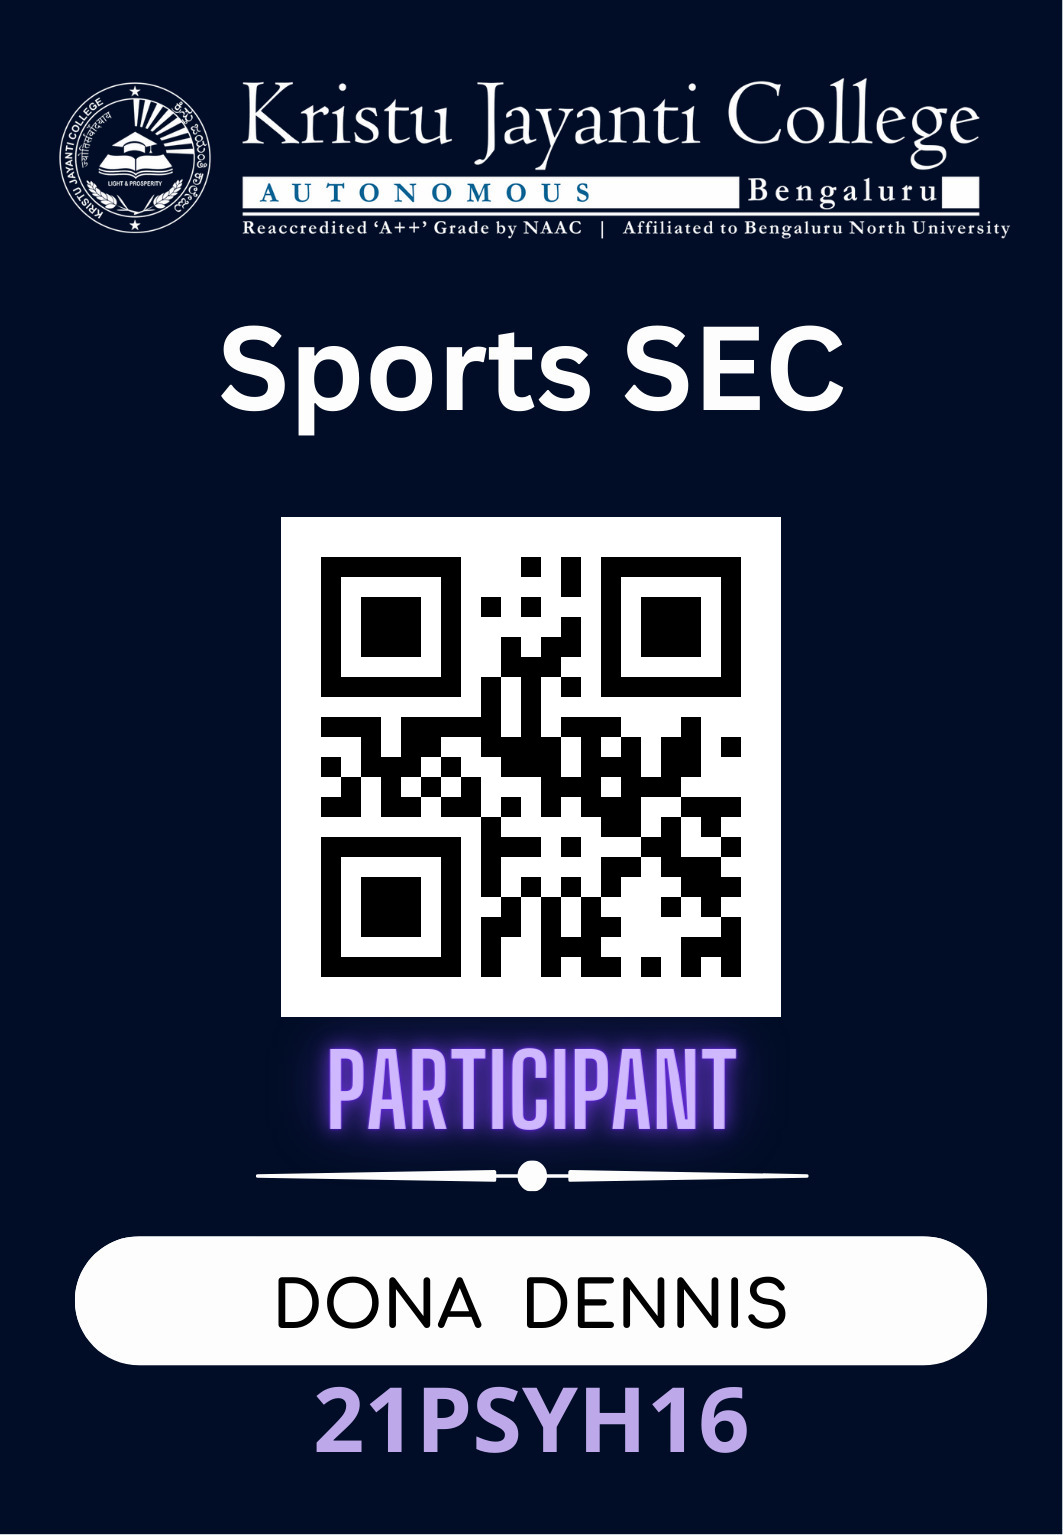 Kristu Jayanti College
AUTONOMOUS Bengaluru
Reaccredited ‘A++’ Grade by NAAC | Affiliated to Bengaluru North University
KRISTU JAYANTI COLLEGE
LIGHT & PROSPERITY
Sports SEC
PARTICIPANT
DONA DENNIS
21PSYH16